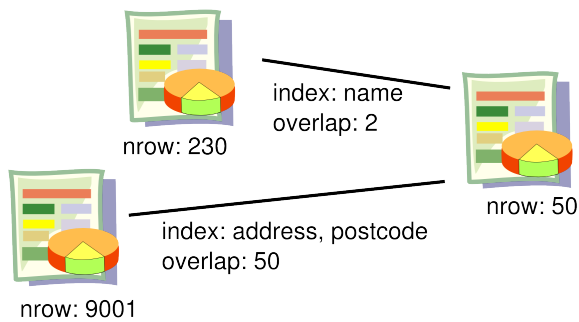 index: name
overlap: 2
nrow: 230
nrow: 50
index: address, postcode
overlap: 50
nrow: 9001